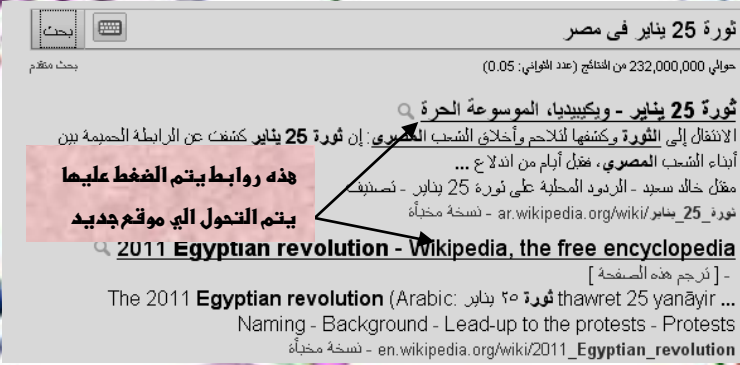 ثورة 25 يناير فى مصر
بحث
حوالي 232,000,000 من النتائج (عدد الثواني: 0.05)
بحث متقدم
ثورة 25 يناير - ويكيبيديا، الموسوعة الحرة
الانتقال إلى الثورة وكشفها لتلاحم وأخلاق الشعب المصري: إن ثورة 25 يناير كشفت عن الرابطة الحميمة بين
أبناء الشعب المصري، فقبل أيام من اندلاع ...
مقتل خالد سعيد - الردود المحلية على ثورة 25 يناير - تصنيف
ar.wikipedia.org/wiki/ثورة_25_يناير - نسخة مخبأة
هذه روابط يتم الضغط عليها
يتم التحول الي موقع جديد
2011 Egyptian revolution - Wikipedia, the free encyclopedia
- [ ترجم هذه الصفحة ]
The 2011 Egyptian revolution (Arabic: ثورة ٢٥ يناير thawret 25 yanāyir ...
Naming - Background - Lead-up to the protests - Protests
en.wikipedia.org/wiki/2011_Egyptian_revolution - نسخة مخبأة